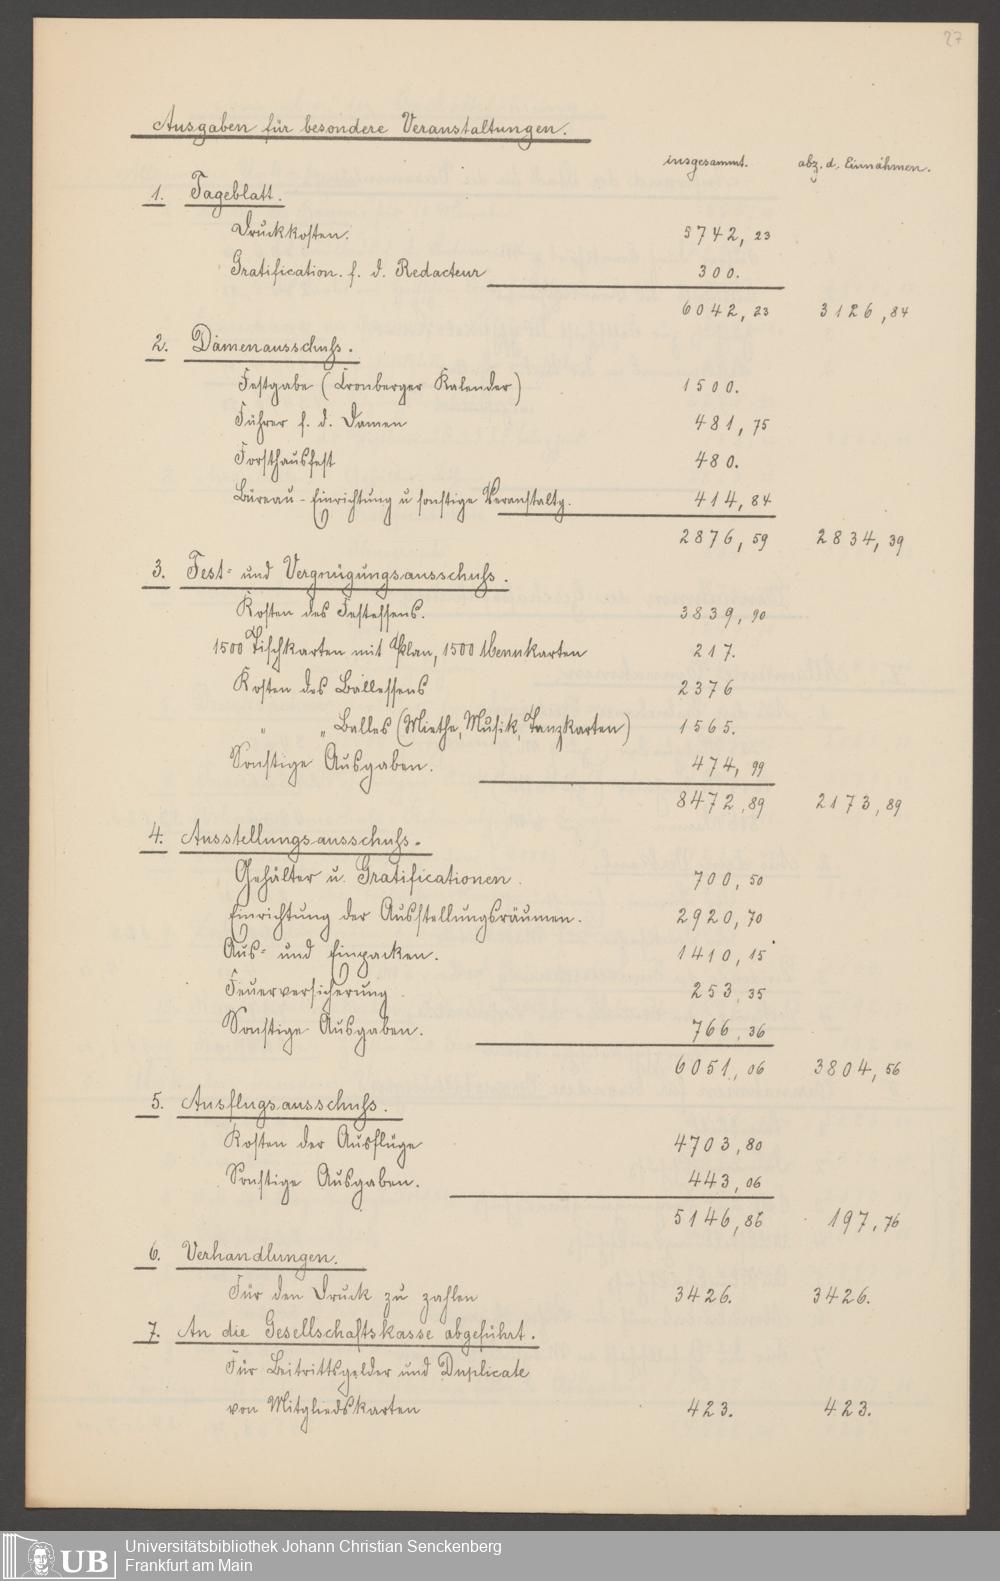 27
Ausgaben für besondere Veranstaltungen.
insgesammt. abz. d. Einnahmen.
1. Tageblatt.
Druckkosten. 5742, 23
Gratification. f. d. Redacteur 300.
6042, 23 3126, 84
2. Damenausschuß.
Festgabe (Cronberger Kalender) 1500.
Führer f. d. Damen 481, 75
Forsthausfest 480.
Büreau-Einrichtung u sonstige Veranstaltg. 414, 84
2876, 59 2834, 39
3. Fest- und Vergnügungsausschuß.
Kosten des Festessens. 3839, 90
1500 Tischkarten mit Plan, 1500 Menukarten 217.
Kosten des Ballessens 2376
" " Balles (Miethe, Musik, Tanzkarten) 1565.
Sonstige Ausgaben. 474, 99
8472, 89 2173, 89
4. Ausstellungsausschuß.
Gehälter u. Gratificationen. 700, 50
Einrichtung der Ausstellungsräumen. 2920, 70
Aus- und Einpacken. 1410, 15
Feuerversicherung 253, 35
Sonstige Ausgaben. 766, 36
6051, 06 3804, 56
5. Ausflugsausschuß.
Kosten der Ausflüge 4703, 80
Sonstige Ausgaben. 443, 06
5146, 86 197, 76
6. Verhandlungen.
Für den Druck zu zahlen 3426. 3426.
7. An die Gesellschaftskasse abgeführt.
Für Beitrittsgelder und Duplicate
von Mitgliedskarten 423. 423.
UB
Universitätsbibliothek Johann Christian Senckenberg
Frankfurt am Main